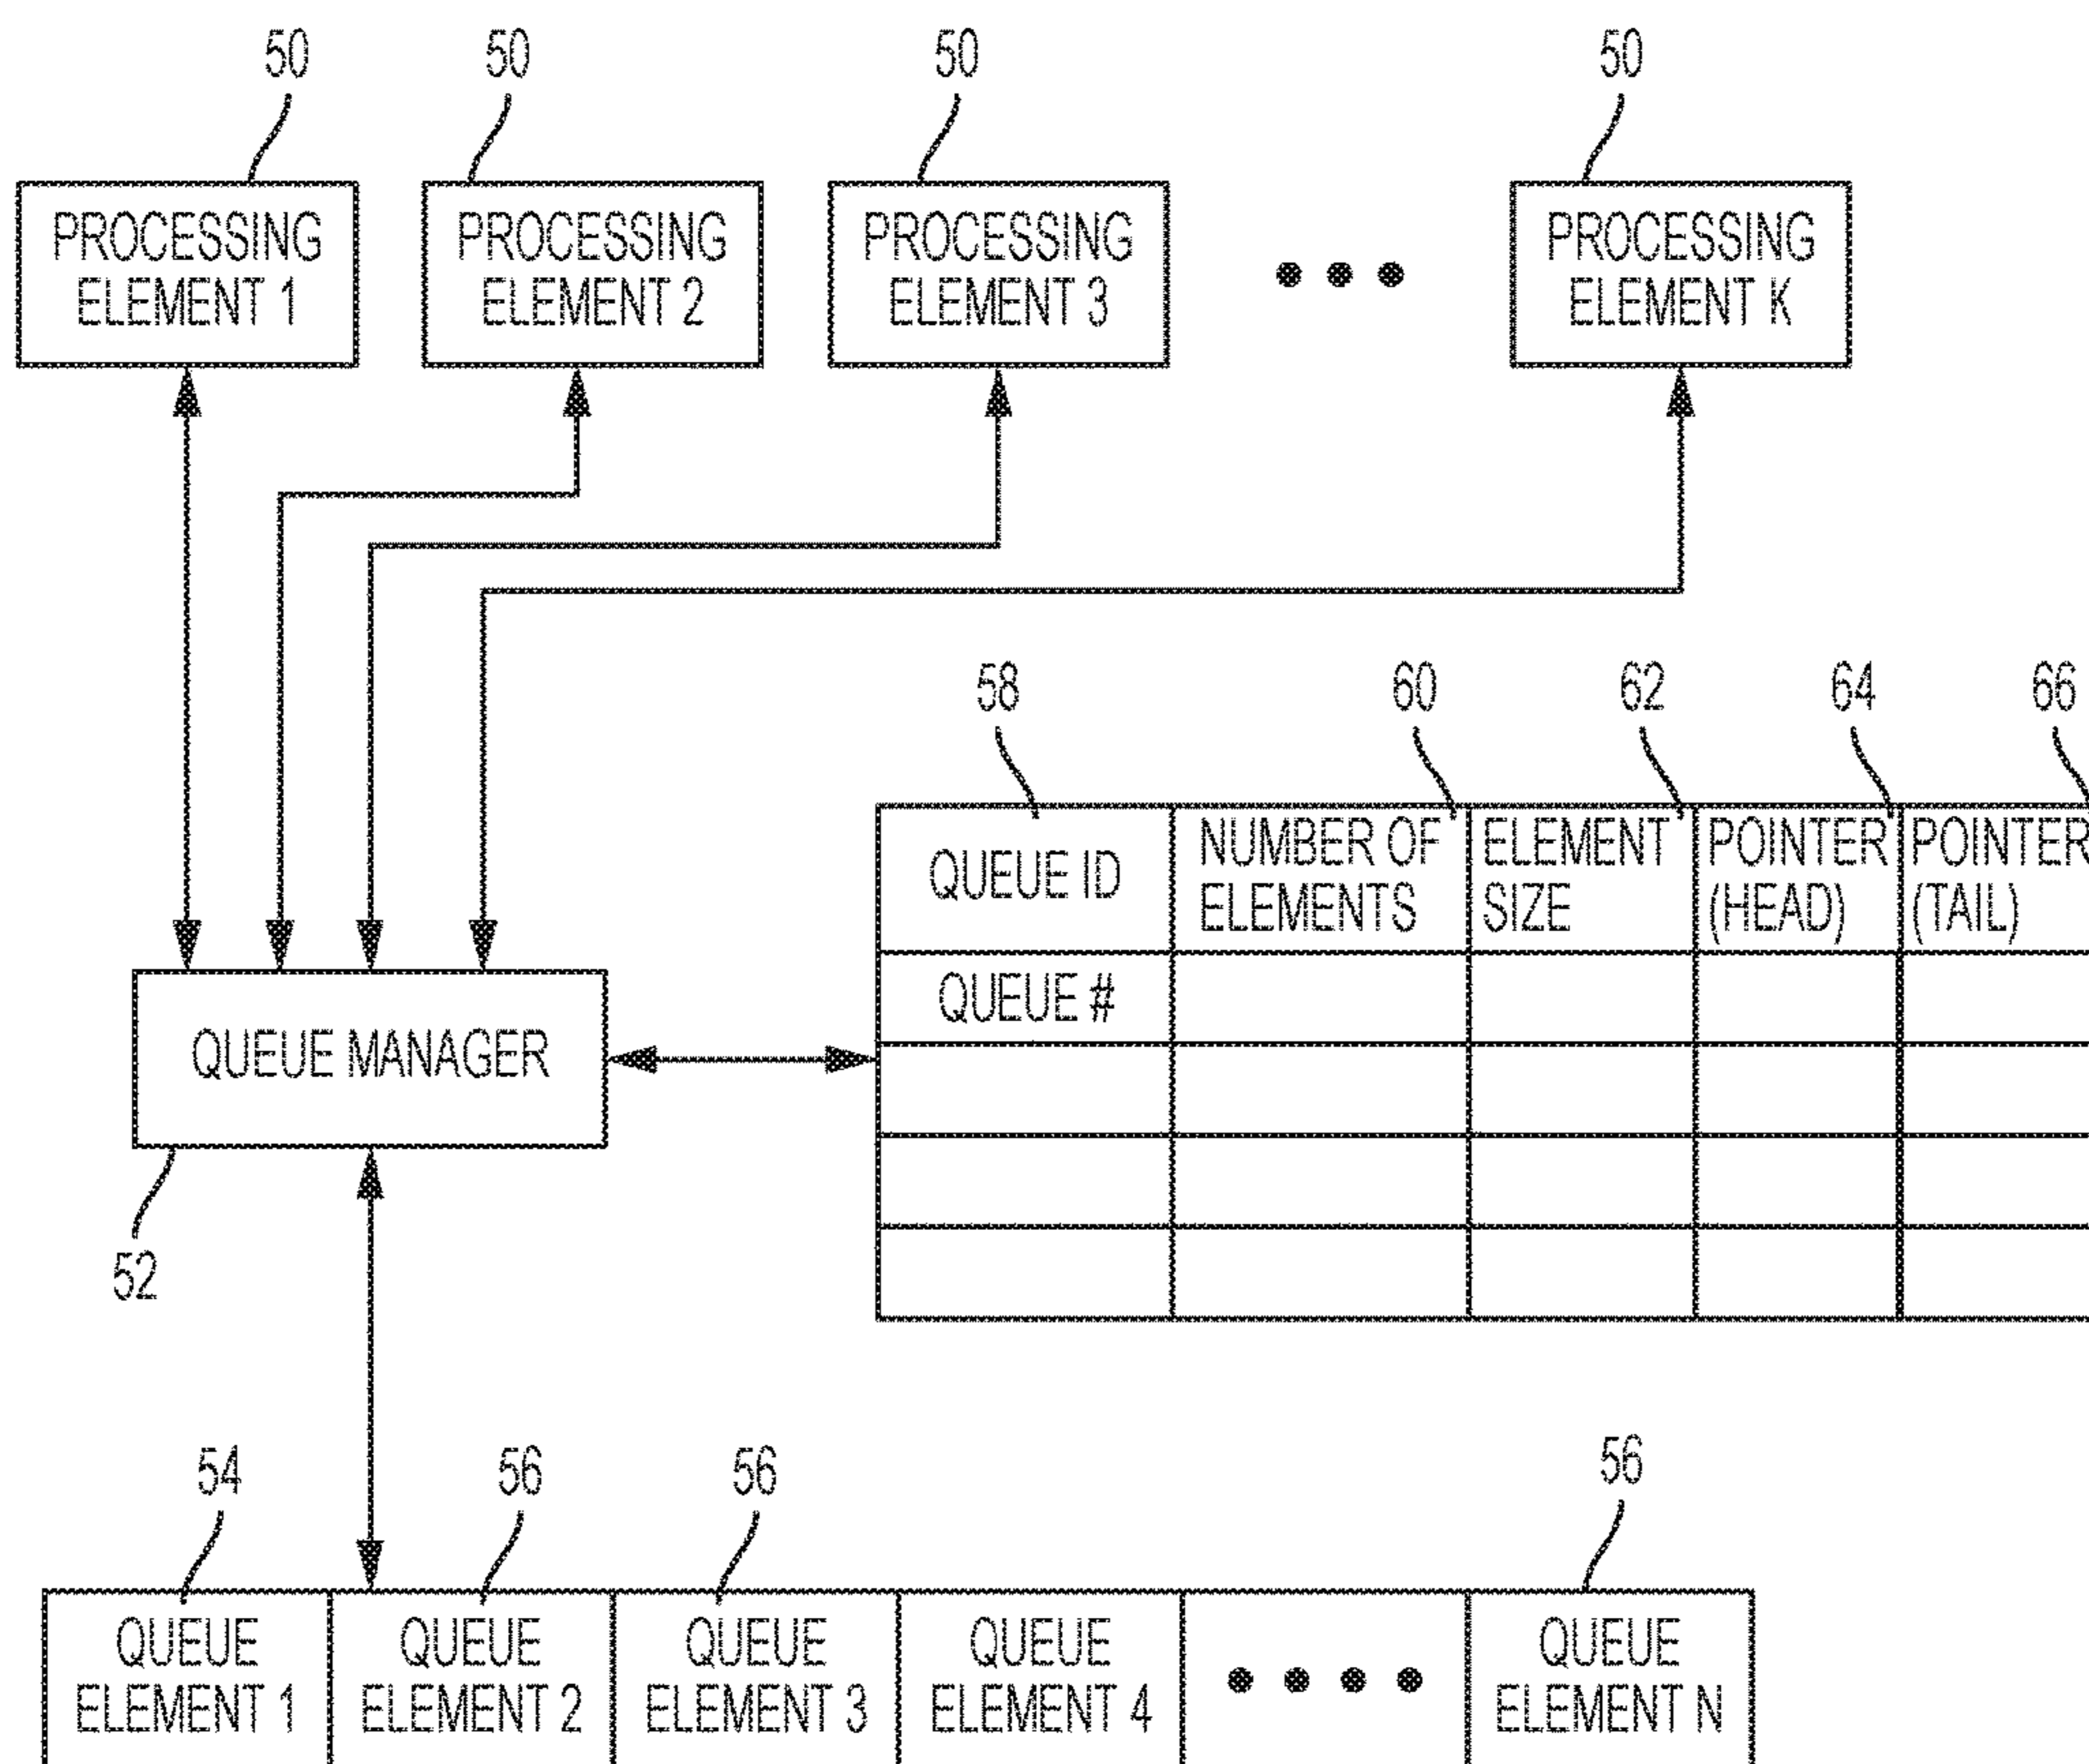 50 50 50 50
PROCESSING ELEMENT 1
PROCESSING ELEMENT 2
PROCESSING ELEMENT 3
PROCESSING ELEMENT K
58 60 62 64 66
QUEUE ID
NUMBER OF
ELEMENTS
ELEMENT
SIZE
POINTER
(HEAD)
POINTER
(TAIL)
QUEUE #
QUEUE MANAGER
52
54 56 56 56
QUEUE
ELEMENT 1
QUEUE
ELEMENT 2
QUEUE
ELEMENT 3
QUEUE
ELEMENT 4
QUEUE
ELEMENT N